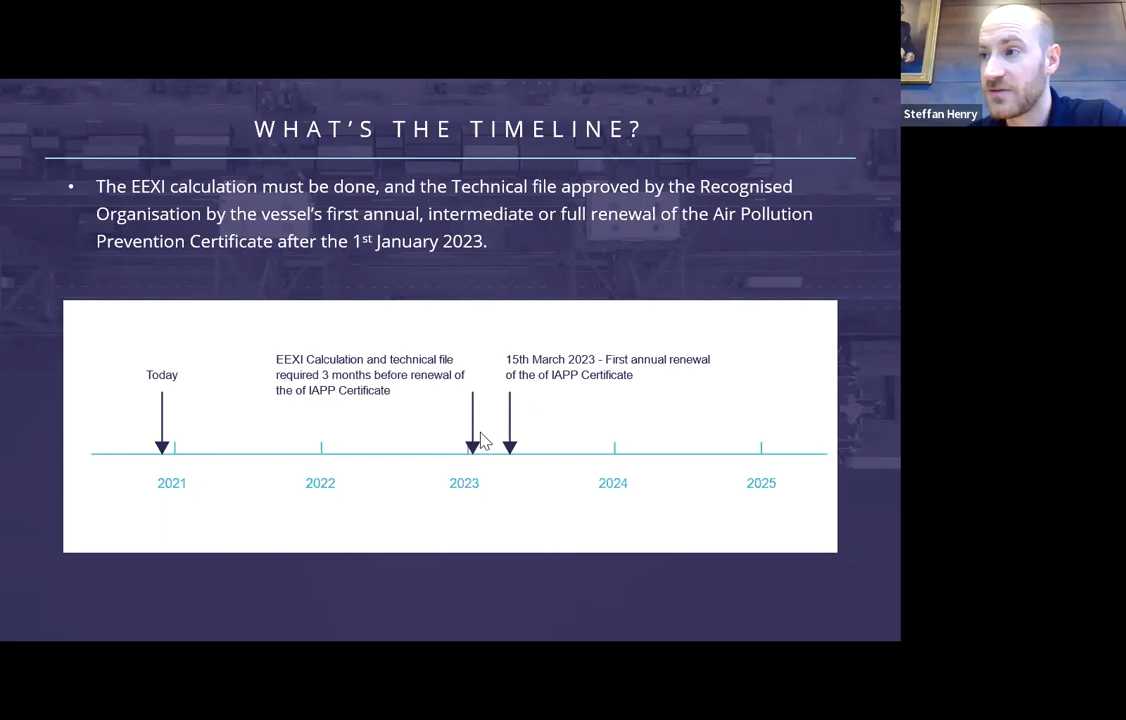 Steffan Henry
WHAT'S THE TIMELINE?
• The EEXI calculation must be done, and the Technical file approved by the Recognised
Organisation by the vessel's first annual, intermediate or full renewal of the Air Pollution
Prevention Certificate after the 1st January 2023.
Today
EEXI Calculation and technical file
required 3 months before renewal of
the of IAPP Certificate
15th March 2023 - First annual renewal
of the of IAPP Certificate
2021
2022
2023
2024
2025